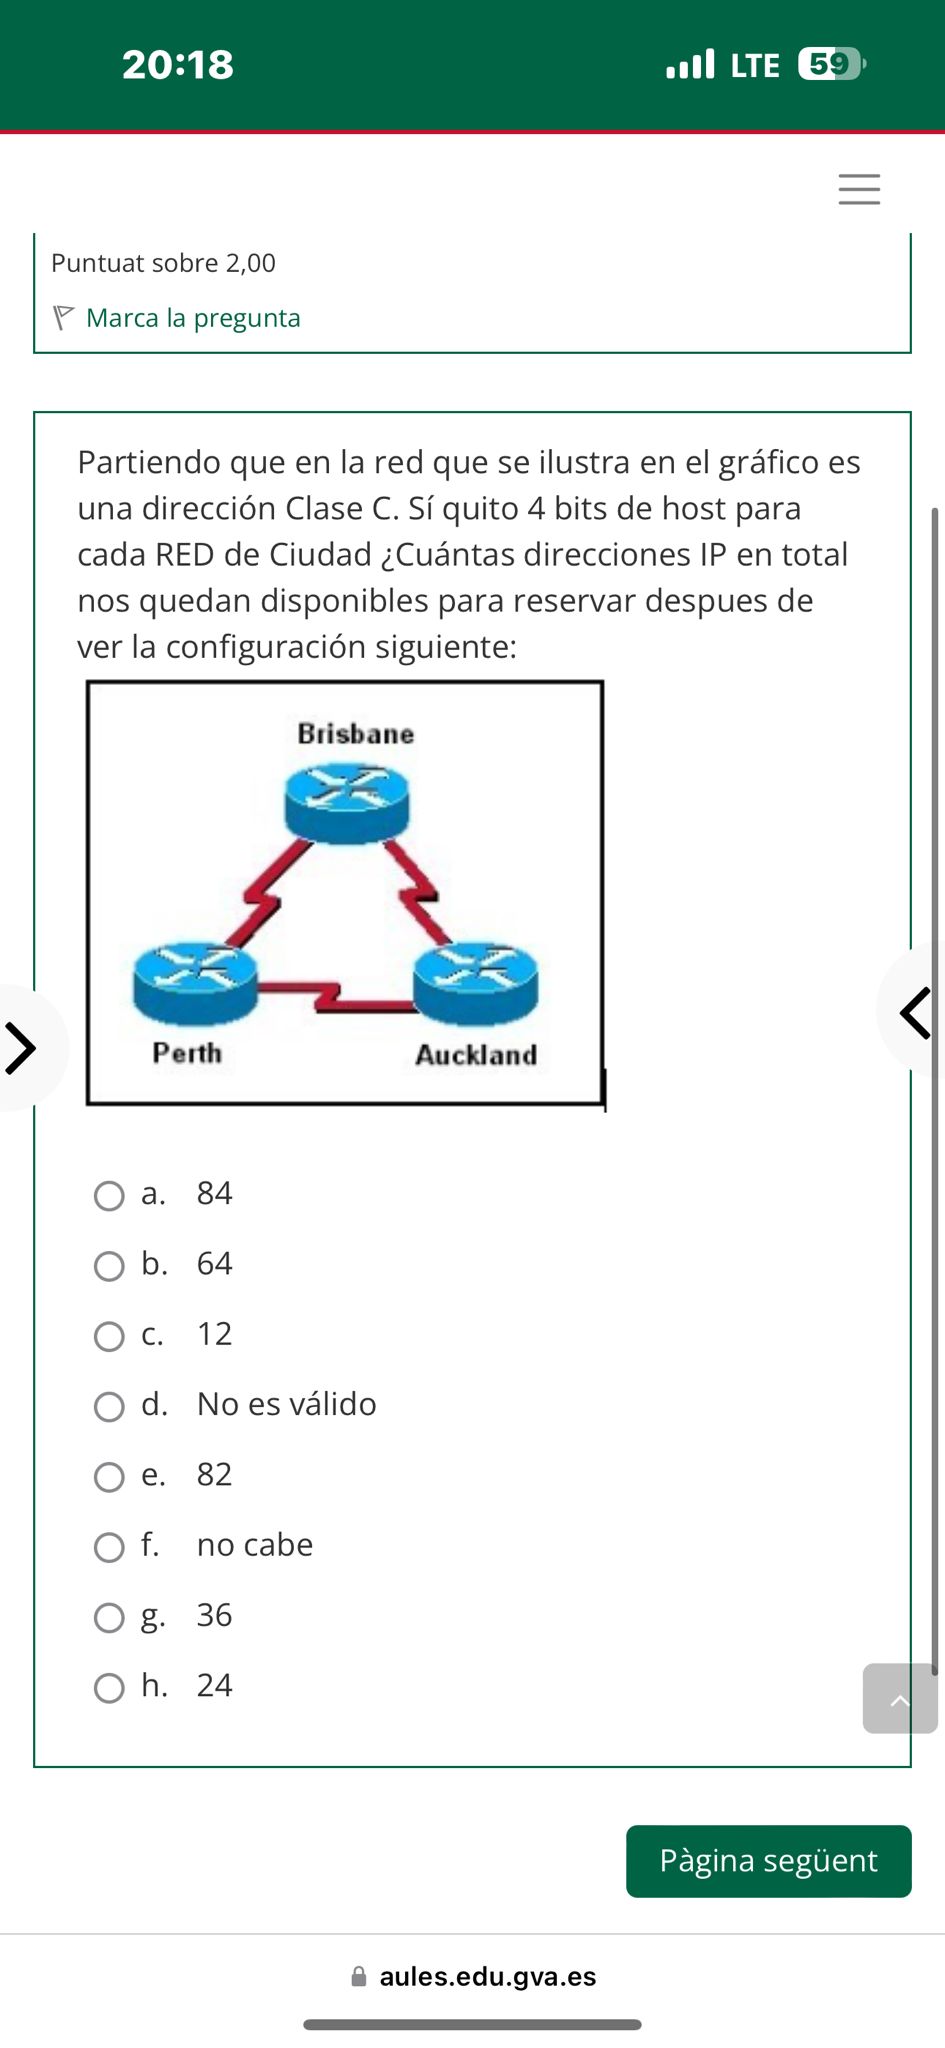 20:18
LTE 59
Puntuat sobre 2,00
Marca la pregunta
Partiendo que en la red que se ilustra en el gráfico es
una dirección Clase C. Sí quito 4 bits de host para
cada RED de Ciudad ¿Cuántas direcciones IP en total
nos quedan disponibles para reservar despues de
ver la configuración siguiente:
Brisbane
Perth
Auckland
a. 84
b. 64
c. 12
d. No es válido
e. 82
f. no cabe
g. 36
h. 24
Pàgina següent
aules.edu.gva.es